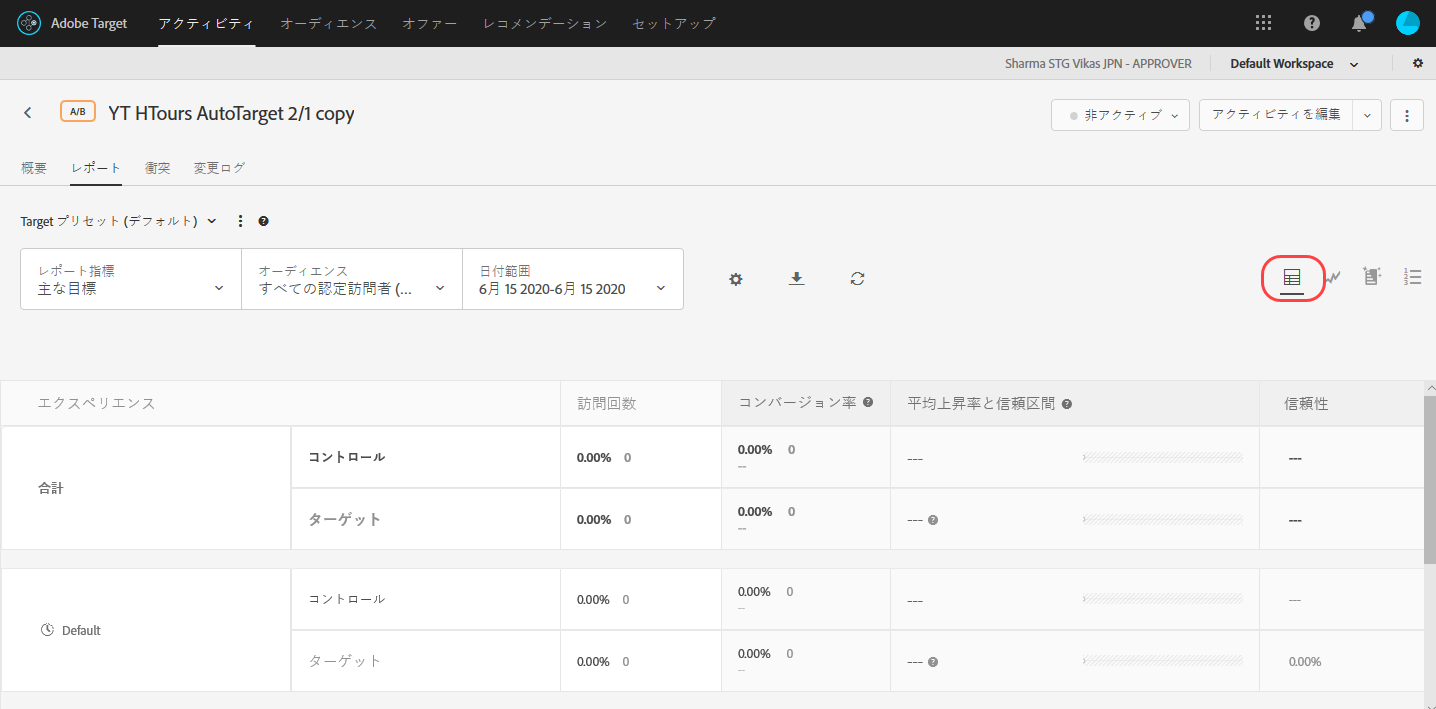 Adobe Target アクティビティ オーディエンス オファー レコメンデーション セットアップ
Sharma STG Vikas JPN - APPROVER Default Workspace
A/B YT HTours AutoTarget 2/1 copy 非アクティブ アクティビティを編集
概要 レポート 衝突 変更ログ
Target プリセット (デフォルト)
レポート指標 オーディエンス 日付範囲
主な目標 すべての認定訪問者 (... 6月 15 2020-6月 15 2020
エクスペリエンス 訪問回数 コンバージョン率 平均上昇率と信頼区間 信頼性
合計
コントロール 0.00% 0 0.00% 0 --- ---
--
ターゲット 0.00% 0 0.00% 0 --- ---
--
Default
コントロール 0.00% 0 0.00% 0 --- ---
--
ターゲット 0.00% 0 0.00% 0 --- 0.00%
--